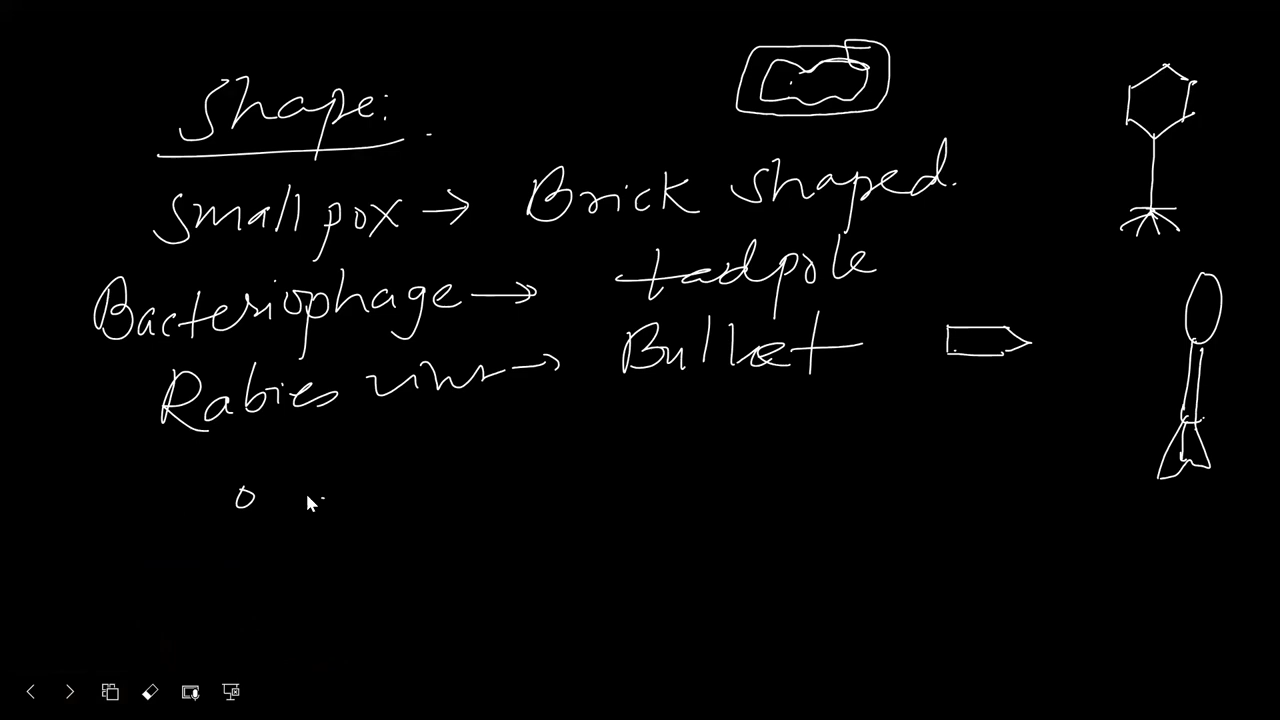 Shape:
Small pox → Brick shaped.
Bacteriophage → tadpole
Rabies virus → Bullet
o